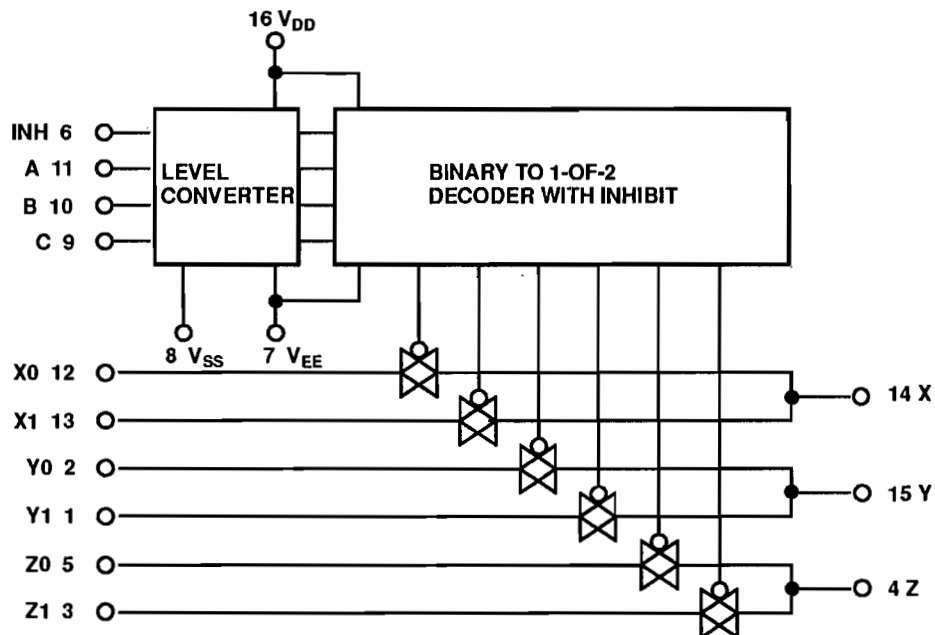 16 VDD
INH 6
A 11
B 10
C 9
LEVEL
CONVERTER
BINARY TO 1-OF-2
DECODER WITH INHIBIT
8 VSS
7 VEE
X0 12
X1 13
Y0 2
Y1 1
Z0 5
Z1 3
14 X
15 Y
4 Z